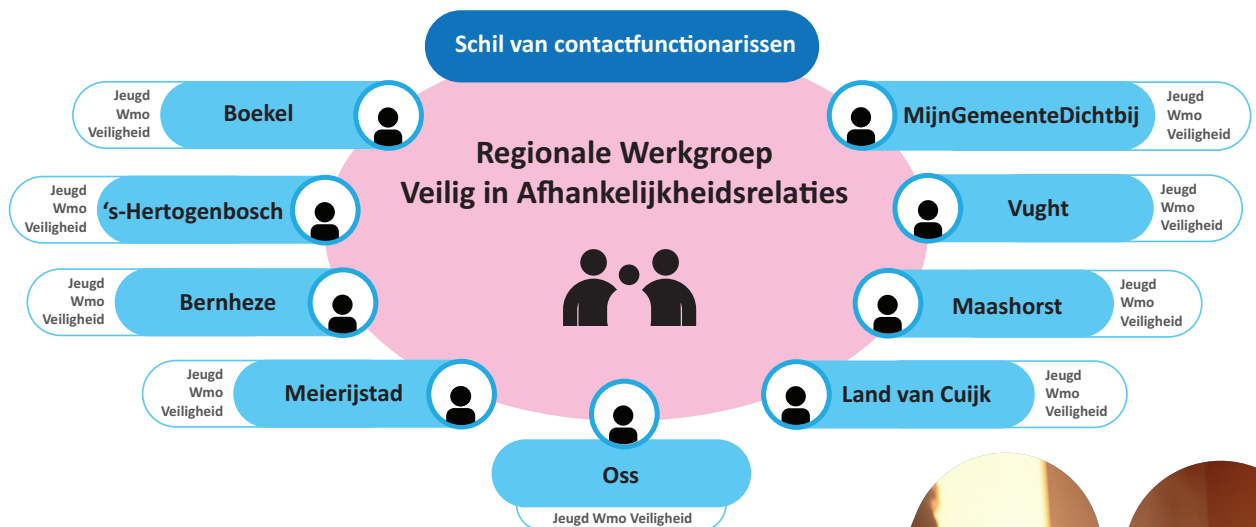 Schil van contactfunctionarissen
Regionale Werkgroep
Veilig in Afhankelijkheidsrelaties
Jeugd
Wmo
Veiligheid
Boekel
Jeugd
Wmo
Veiligheid
‘s-Hertogenbosch
Jeugd
Wmo
Veiligheid
Bernheze
Jeugd
Wmo
Veiligheid
Meierijstad
Oss
Jeugd Wmo Veiligheid
MijnGemeenteDichtbij
Jeugd
Wmo
Veiligheid
Vught
Jeugd
Wmo
Veiligheid
Maashorst
Jeugd
Wmo
Veiligheid
Land van Cuijk
Jeugd
Wmo
Veiligheid